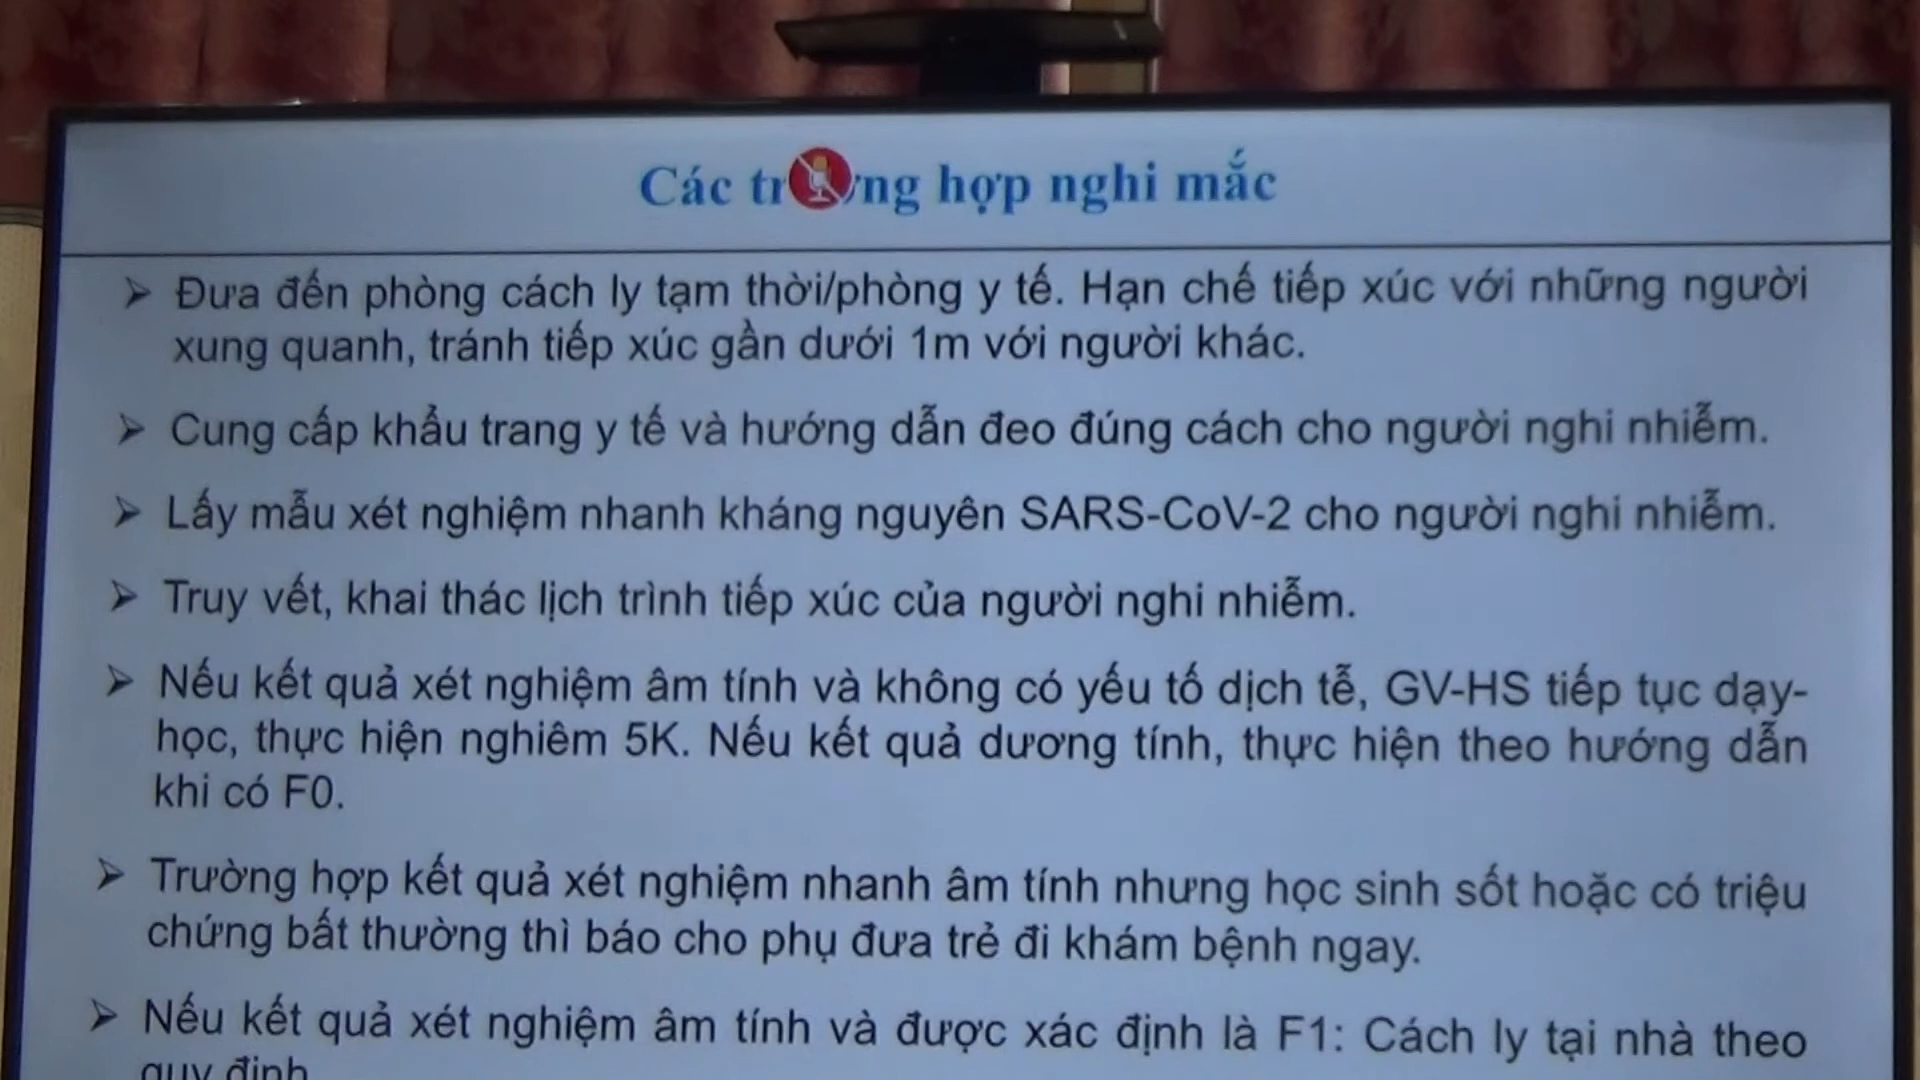 Các trường hợp nghi mắc
➢ Đưa đến phòng cách ly tạm thời/phòng y tế. Hạn chế tiếp xúc với những người
xung quanh, tránh tiếp xúc gần dưới 1m với người khác.
➢ Cung cấp khẩu trang y tế và hướng dẫn đeo đúng cách cho người nghi nhiễm.
➢ Lấy mẫu xét nghiệm nhanh kháng nguyên SARS-CoV-2 cho người nghi nhiễm.
➢ Truy vết, khai thác lịch trình tiếp xúc của người nghi nhiễm.
➢ Nếu kết quả xét nghiệm âm tính và không có yếu tố dịch tễ, GV-HS tiếp tục dạy-
học, thực hiện nghiêm 5K. Nếu kết quả dương tính, thực hiện theo hướng dẫn
khi có F0.
➢ Trường hợp kết quả xét nghiệm nhanh âm tính nhưng học sinh sốt hoặc có triệu
chứng bất thường thì báo cho phụ đưa trẻ đi khám bệnh ngay.
➢ Nếu kết quả xét nghiệm âm tính và được xác định là F1: Cách ly tại nhà theo
quy định